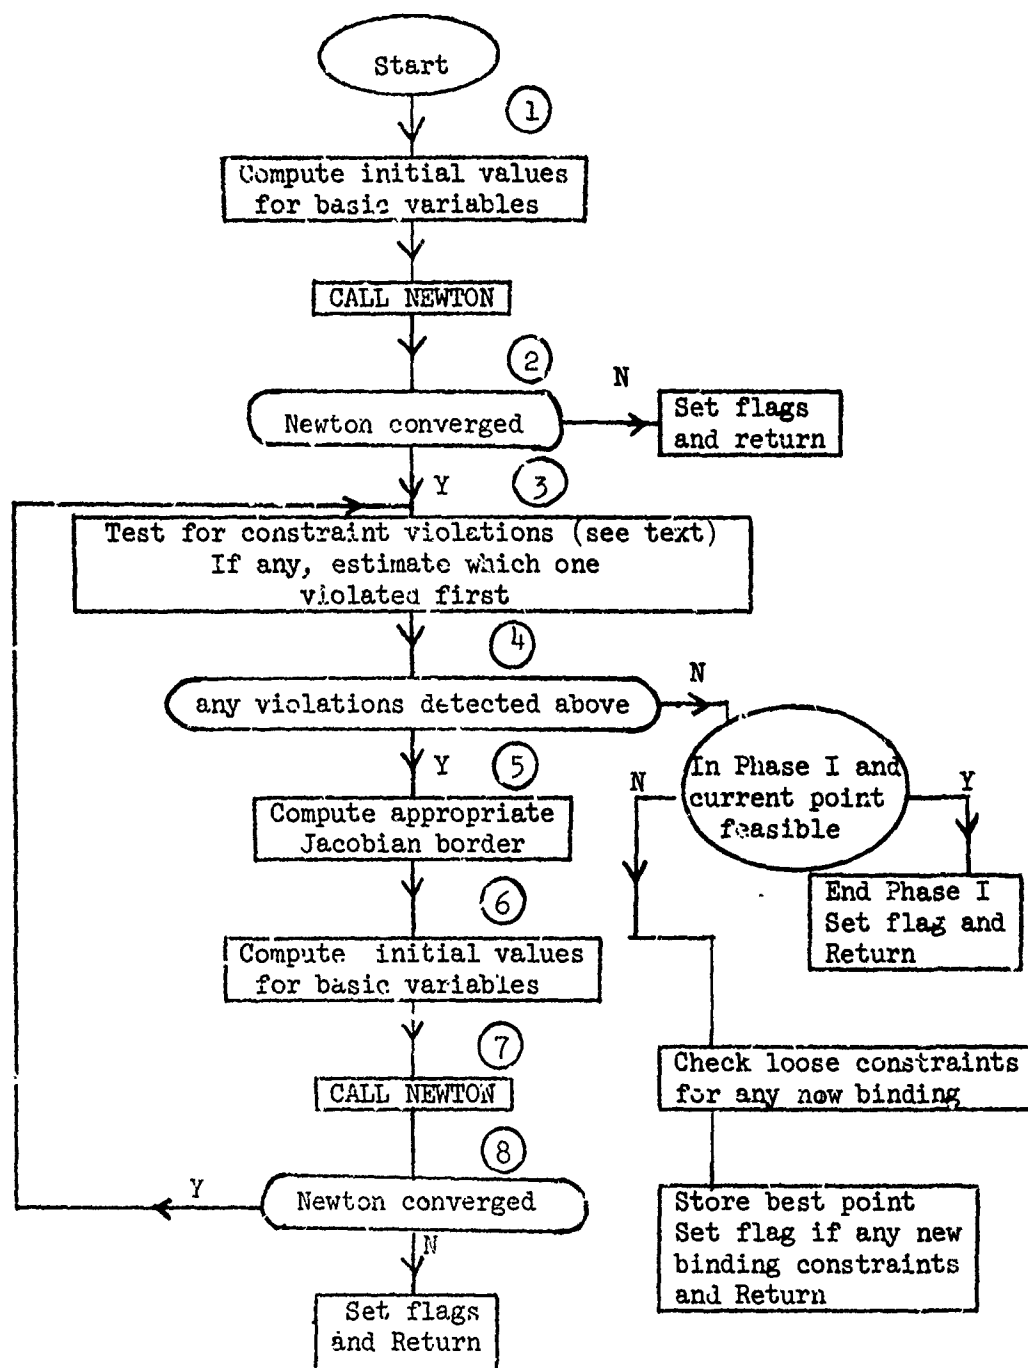 Start
1
Compute initial values
for basic variables
CALL NEWTON
2
N
Newton converged
Set flags
and return
Y
3
Test for constraint violations (see text)
If any, estimate which one
violated first
4
N
any violations detected above
Y
5
In Phase I and
current point
feasible
N
Y
Compute appropriate
Jacobian border
End Phase I
Set flag and
Return
6
Compute initial values
for basic variables
7
CALL NEWTON
Check loose constraints
for any now binding
8
Y
Newton converged
Store best point
Set flag if any new
binding constraints
and Return
N
Set flags
and Return